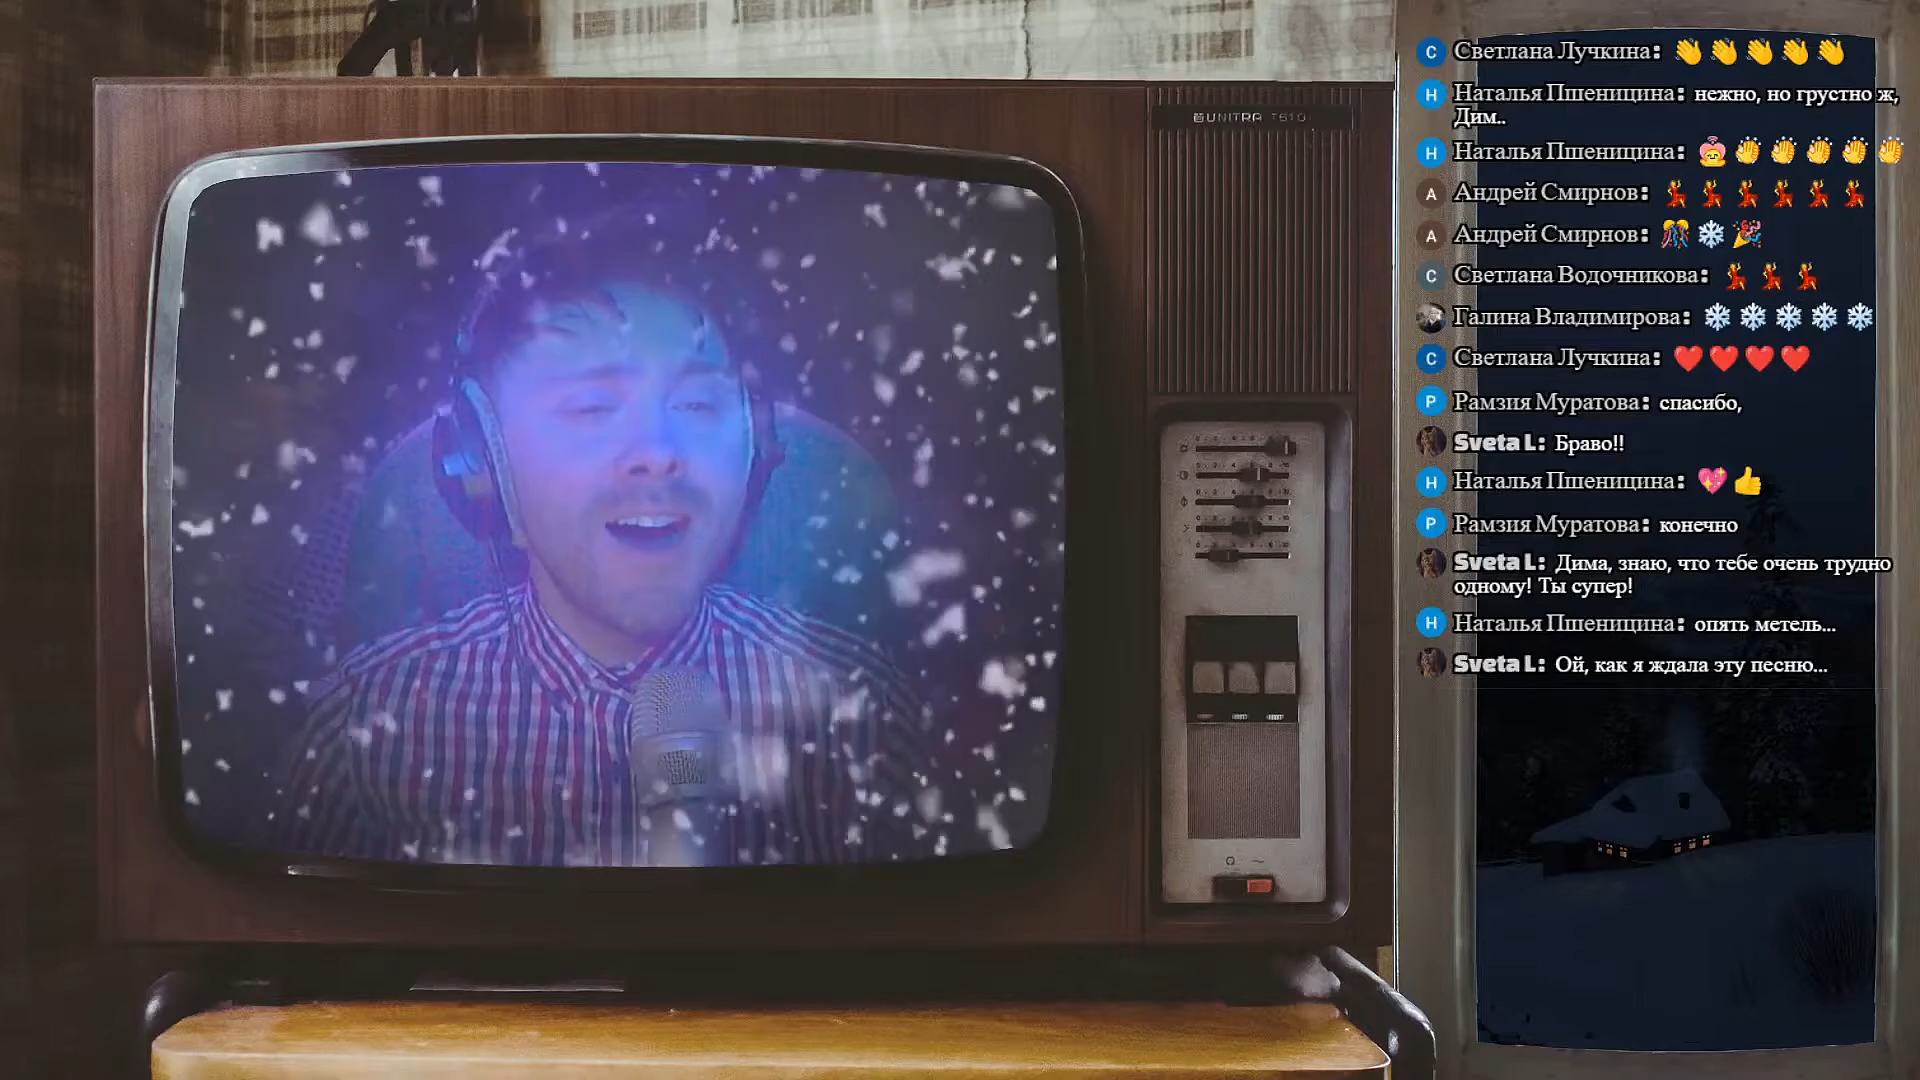 UNITRA T610
Светлана Лучкина: 👏 👏 👏 👏 👏
Наталья Пшеницина: нежно, но грустно ж,
Дим..
Наталья Пшеницина:
Андрей Смирнов: 💃 💃 💃 💃 💃 💃
Андрей Смирнов: 🎊 ❄️ 🎉
Светлана Водочникова: 💃 💃 💃
Галина Владимирова: ❄️ ❄️ ❄️ ❄️ ❄️
Светлана Лучкина: ❤️ ❤️ ❤️ ❤️
Рамзия Муратова: спасибо,
Sveta L: Браво!!
Наталья Пшеницина: 💖 👍
Рамзия Муратова: конечно
Sveta L: Дима, знаю, что тебе очень трудно
одному! Ты супер!
Наталья Пшеницина: опять метель...
Sveta L: Ой, как я ждала эту песню...